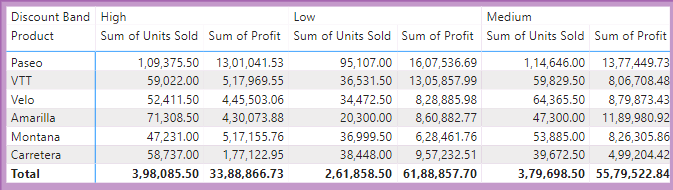 Discount Band High Low Medium
Product Sum of Units Sold Sum of Profit Sum of Units Sold Sum of Profit Sum of Units Sold Sum of Profit
Paseo 1,09,375.50 13,01,041.53 95,107.00 16,07,536.69 1,14,646.00 13,77,449.73
VTT 59,022.00 5,17,969.55 36,531.50 13,05,857.99 59,829.50 8,06,708.48
Velo 52,411.50 4,45,503.06 34,472.50 8,28,885.98 64,365.50 8,79,873.43
Amarilla 71,308.50 4,30,073.88 20,300.00 8,60,882.77 47,300.00 11,89,980.92
Montana 47,231.00 5,17,155.76 36,999.50 6,28,461.76 53,885.00 8,26,305.86
Carretera 58,737.00 1,77,122.95 38,448.00 9,57,232.51 39,672.50 4,99,204.42
Total 3,98,085.50 33,88,866.73 2,61,858.50 61,88,857.70 3,79,698.50 55,79,522.84